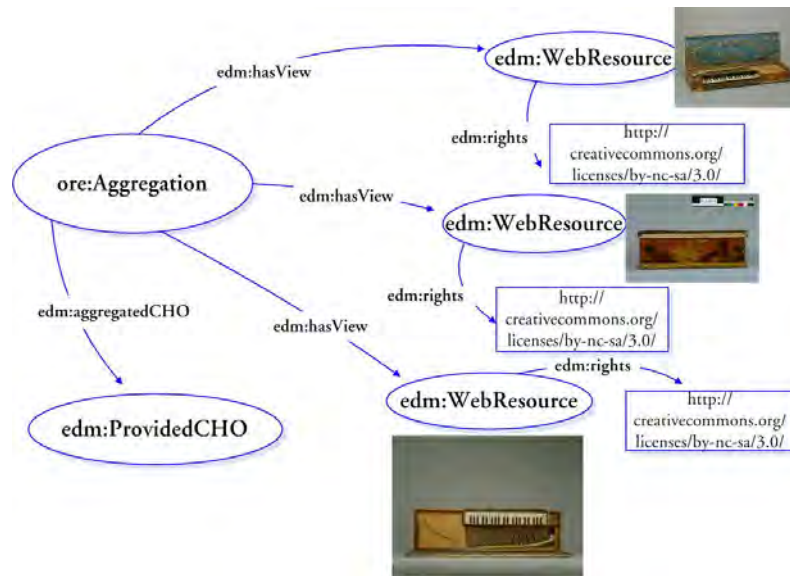 edm:WebResource
edm:hasView
edm:rights
http://
creativecommons.org/
licenses/by-nc-sa/3.0/
ore:Aggregation
edm:hasView
edm:WebResource
edm:rights
http://
creativecommons.org/
licenses/by-nc-sa/3.0/
edm:aggregatedCHO
edm:hasView
edm:rights
edm:WebResource
http://
creativecommons.org/
licenses/by-nc-sa/3.0/
edm:ProvidedCHO